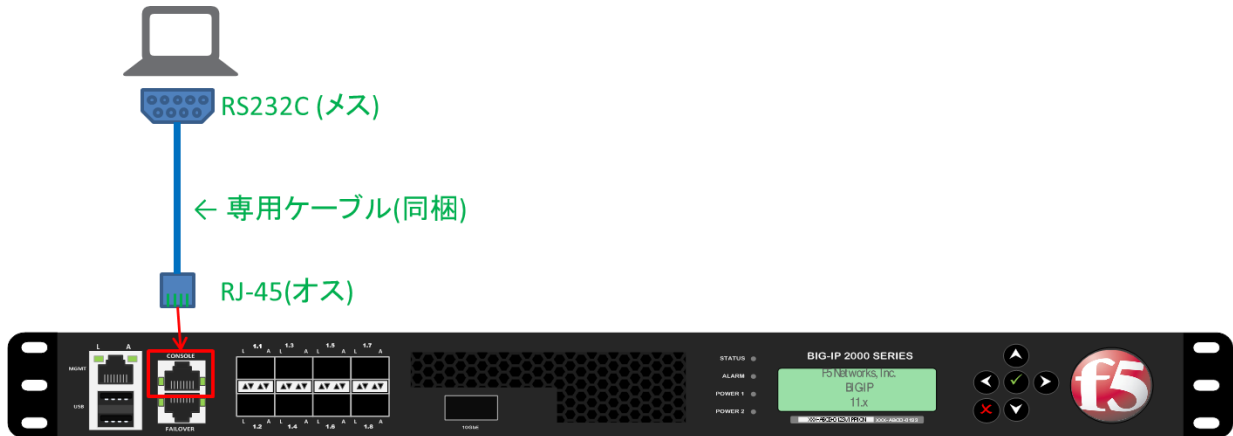 RS232C (メス)
← 専用ケーブル(同梱)
RJ-45(オス)
L A
MGMT
USB
CONSOLE
FAILOVER
1.1 1.3 1.5 1.7
L A L A L A L A
L A L A L A L A
1.2 1.4 1.6 1.8
10GbE
STATUS
ALARM
POWER 1
POWER 2
BIG-IP 2000 SERIES
F5 Networks, Inc.
BIGIP
11.x
f5